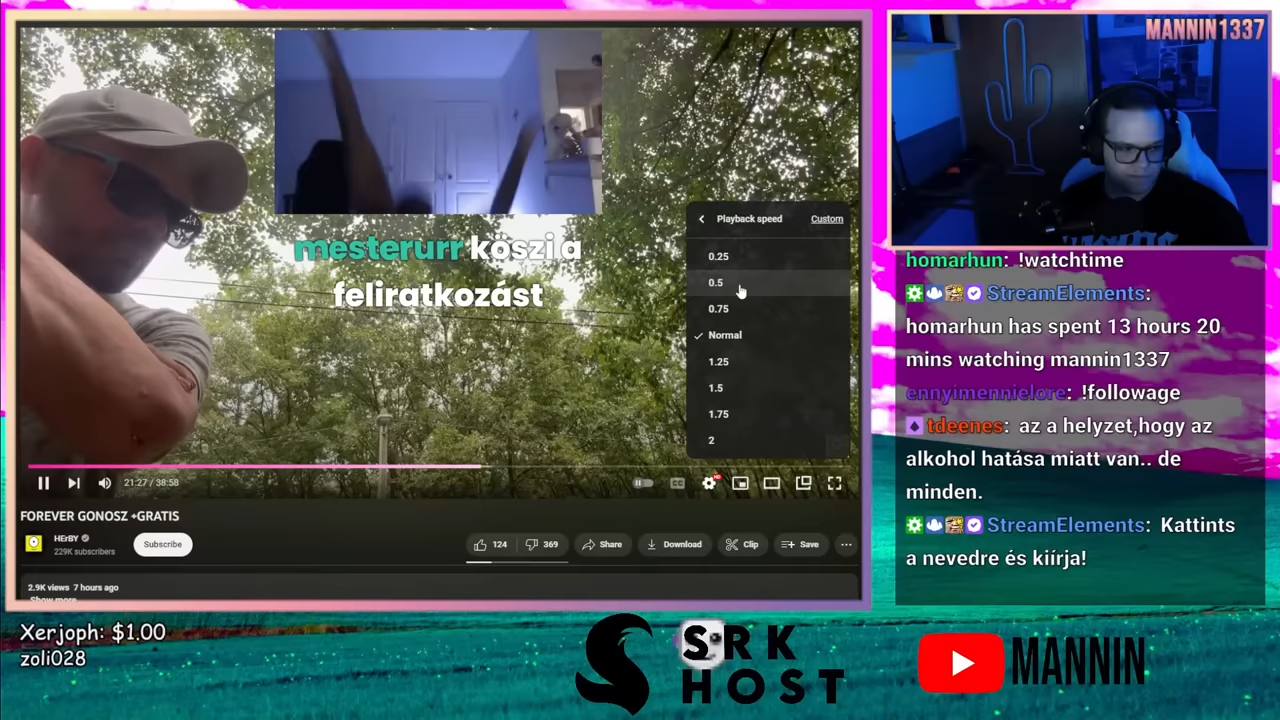 MANNIN1337
mesterurr köszi a
feliratkozást
Playback speed
Custom
0.25
0.5
0.75
Normal
1.25
1.5
1.75
2
21:27 / 38:58
CC
HD
FOREVER GONOSZ +GRATIS
HErBY
229K subscribers
Subscribe
124
369
Share
Download
Clip
Save
2.9K views 7 hours ago
Show more
homarhun: !watchtime
StreamElements:
homarhun has spent 13 hours 20
mins watching mannin1337
ennyimennielore: !followage
tdeenes: az a helyzet,hogy az
alkohol hatása miatt van.. de
minden.
StreamElements: Kattints
a nevedre és kiírja!
Xerjoph: $1.00
zoli028
SRK
HOST
MANNIN